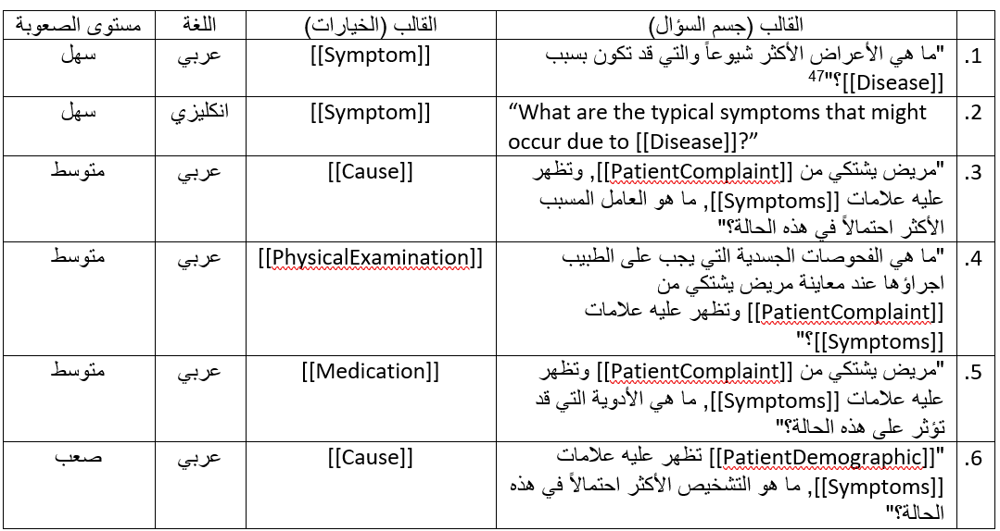 القالب (جسم السؤال) القالب (الخيارات) اللغة مستوى الصعوبة
1. "ما هي الأعراض الأكثر شيوعاً والتي قد تكون بسبب [[Symptom]] عربي سهل
[[Disease]]؟"47
2. “What are the typical symptoms that might [[Symptom]] انكليزي سهل
occur due to [[Disease]]?”
3. "مريض يشتكي من [[PatientComplaint]], وتظهر [[Cause]] عربي متوسط
عليه علامات [[Symptoms]], ما هو العامل المسبب
الأكثر احتمالاً في هذه الحالة؟"
4. "ما هي الفحوصات الجسدية التي يجب على الطبيب [[PhysicalExamination]] عربي متوسط
اجراؤها عند معاينة مريض يشتكي من
[[PatientComplaint]] وتظهر عليه علامات
[[Symptoms]]؟"
5. "مريض يشتكي من [[PatientComplaint]] وتظهر [[Medication]] عربي متوسط
عليه علامات [[Symptoms]], ما هي الأدوية التي قد
تؤثر على هذه الحالة؟"
6. "[[PatientDemographic]] تظهر عليه علامات [[Cause]] عربي صعب
[[Symptoms]], ما هو التشخيص الأكثر احتمالاً في هذه
الحالة؟"